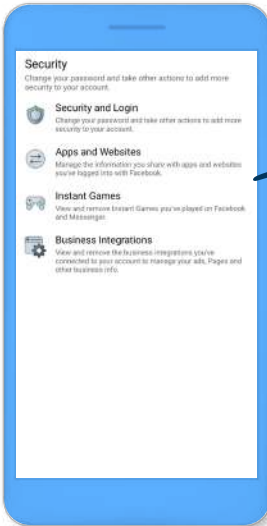 Security
Change your password and take other actions to add more
security to your account.
Security and Login
Change your password and take other actions to add more
security to your account.
Apps and Websites
Manage the information you share with apps and websites
you've logged into with Facebook.
Instant Games
View and remove Instant Games you've played on Facebook
and Messenger.
Business Integrations
View and remove the business integrations you've
connected to your account to manage your ads, Pages and
other business info.